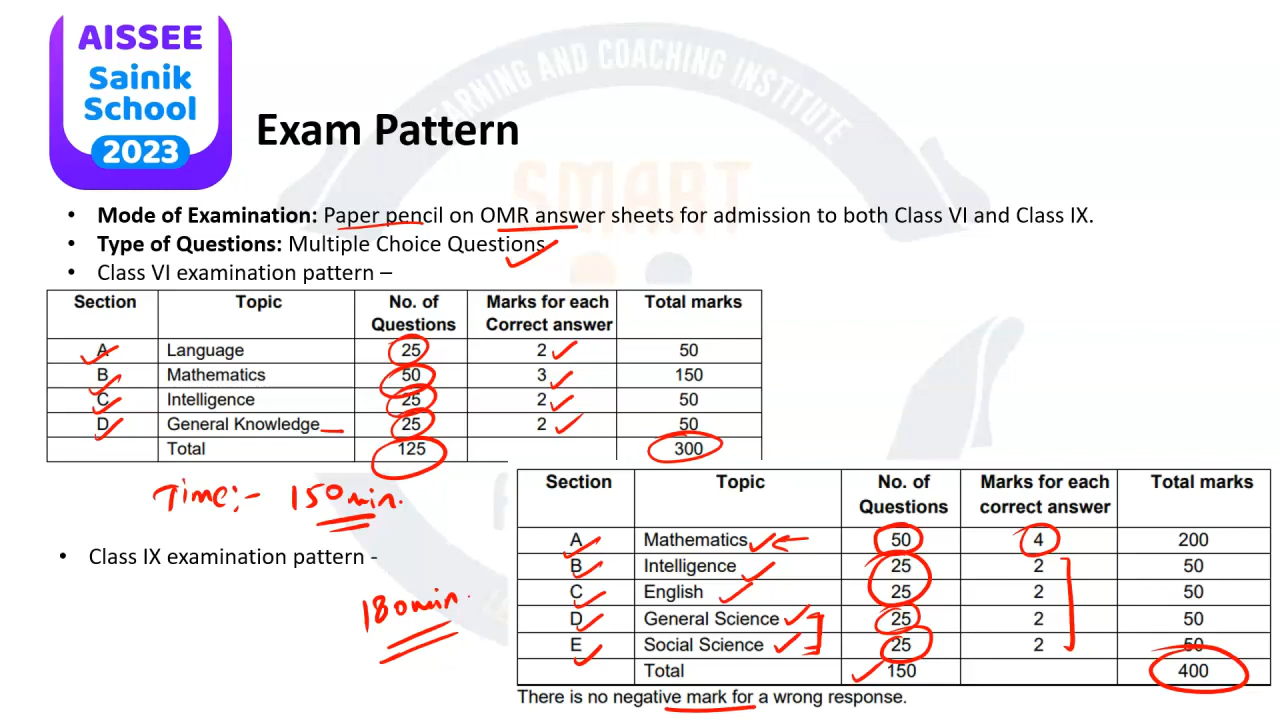 AISSEE
Sainik
School
2023
LEARNING AND COACHING INSTITUTE
SMART
Exam Pattern
• Mode of Examination: Paper pencil on OMR answer sheets for admission to both Class VI and Class IX.
• Type of Questions: Multiple Choice Questions
• Class VI examination pattern –
Section Topic No. of Questions Marks for each Correct answer Total marks
A Language 25 2 50
B Mathematics 50 3 150
C Intelligence 25 2 50
D General Knowledge 25 2 50
Total 125 300
Time:- 150min.
• Class IX examination pattern -
180min.
Section Topic No. of Questions Marks for each correct answer Total marks
A Mathematics 50 4 200
B Intelligence 25 2 50
C English 25 2 50
D General Science 25 2 50
E Social Science 25 2 50
Total 150 400
There is no negative mark for a wrong response.